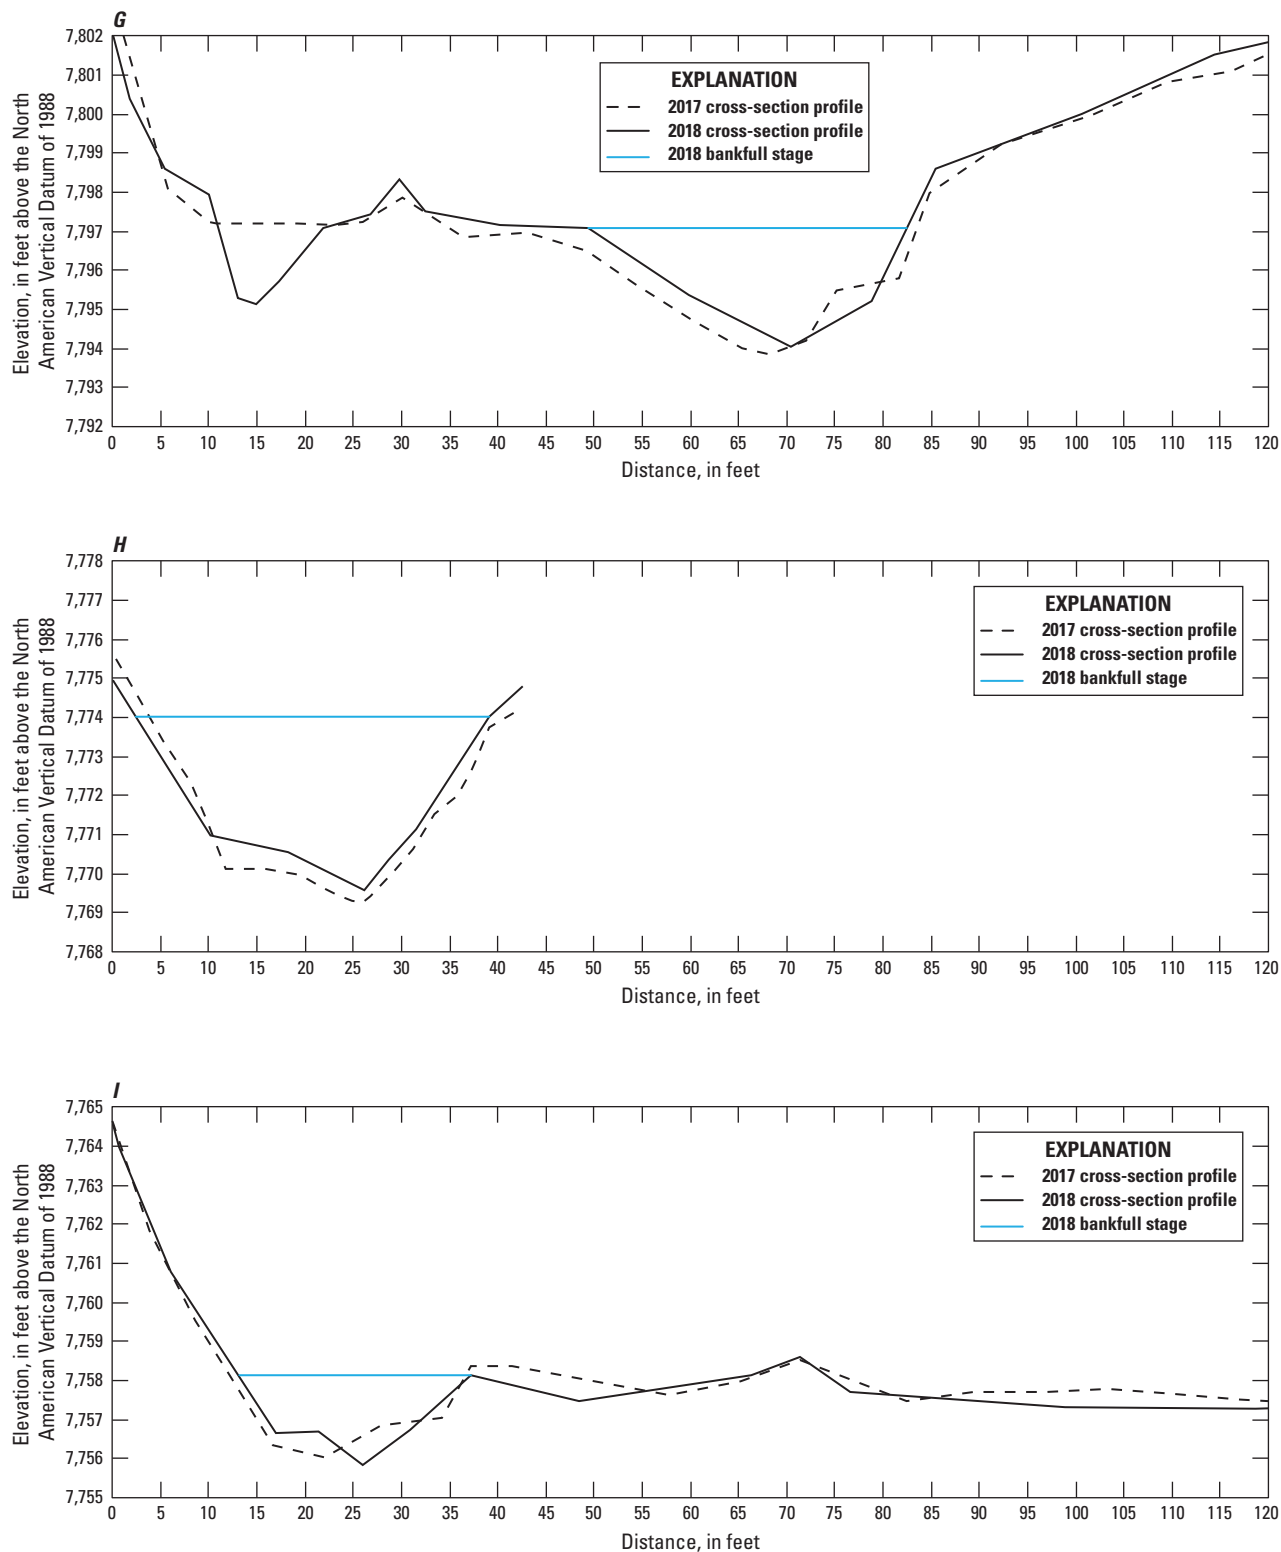 G
7,802
7,801
7,800
7,799
7,798
7,797
7,796
7,795
7,794
7,793
7,792
Elevation, in feet above the North
American Vertical Datum of 1988
EXPLANATION
2017 cross-section profile
2018 cross-section profile
2018 bankfull stage
0 5 10 15 20 25 30 35 40 45 50 55 60 65 70 75 80 85 90 95 100 105 110 115 120
Distance, in feet
H
7,778
7,777
7,776
7,775
7,774
7,773
7,772
7,771
7,770
7,769
7,768
Elevation, in feet above the North
American Vertical Datum of 1988
EXPLANATION
2017 cross-section profile
2018 cross-section profile
2018 bankfull stage
0 5 10 15 20 25 30 35 40 45 50 55 60 65 70 75 80 85 90 95 100 105 110 115 120
Distance, in feet
I
7,765
7,764
7,763
7,762
7,761
7,760
7,759
7,758
7,757
7,756
7,755
Elevation, in feet above the North
American Vertical Datum of 1988
EXPLANATION
2017 cross-section profile
2018 cross-section profile
2018 bankfull stage
0 5 10 15 20 25 30 35 40 45 50 55 60 65 70 75 80 85 90 95 100 105 110 115 120
Distance, in feet